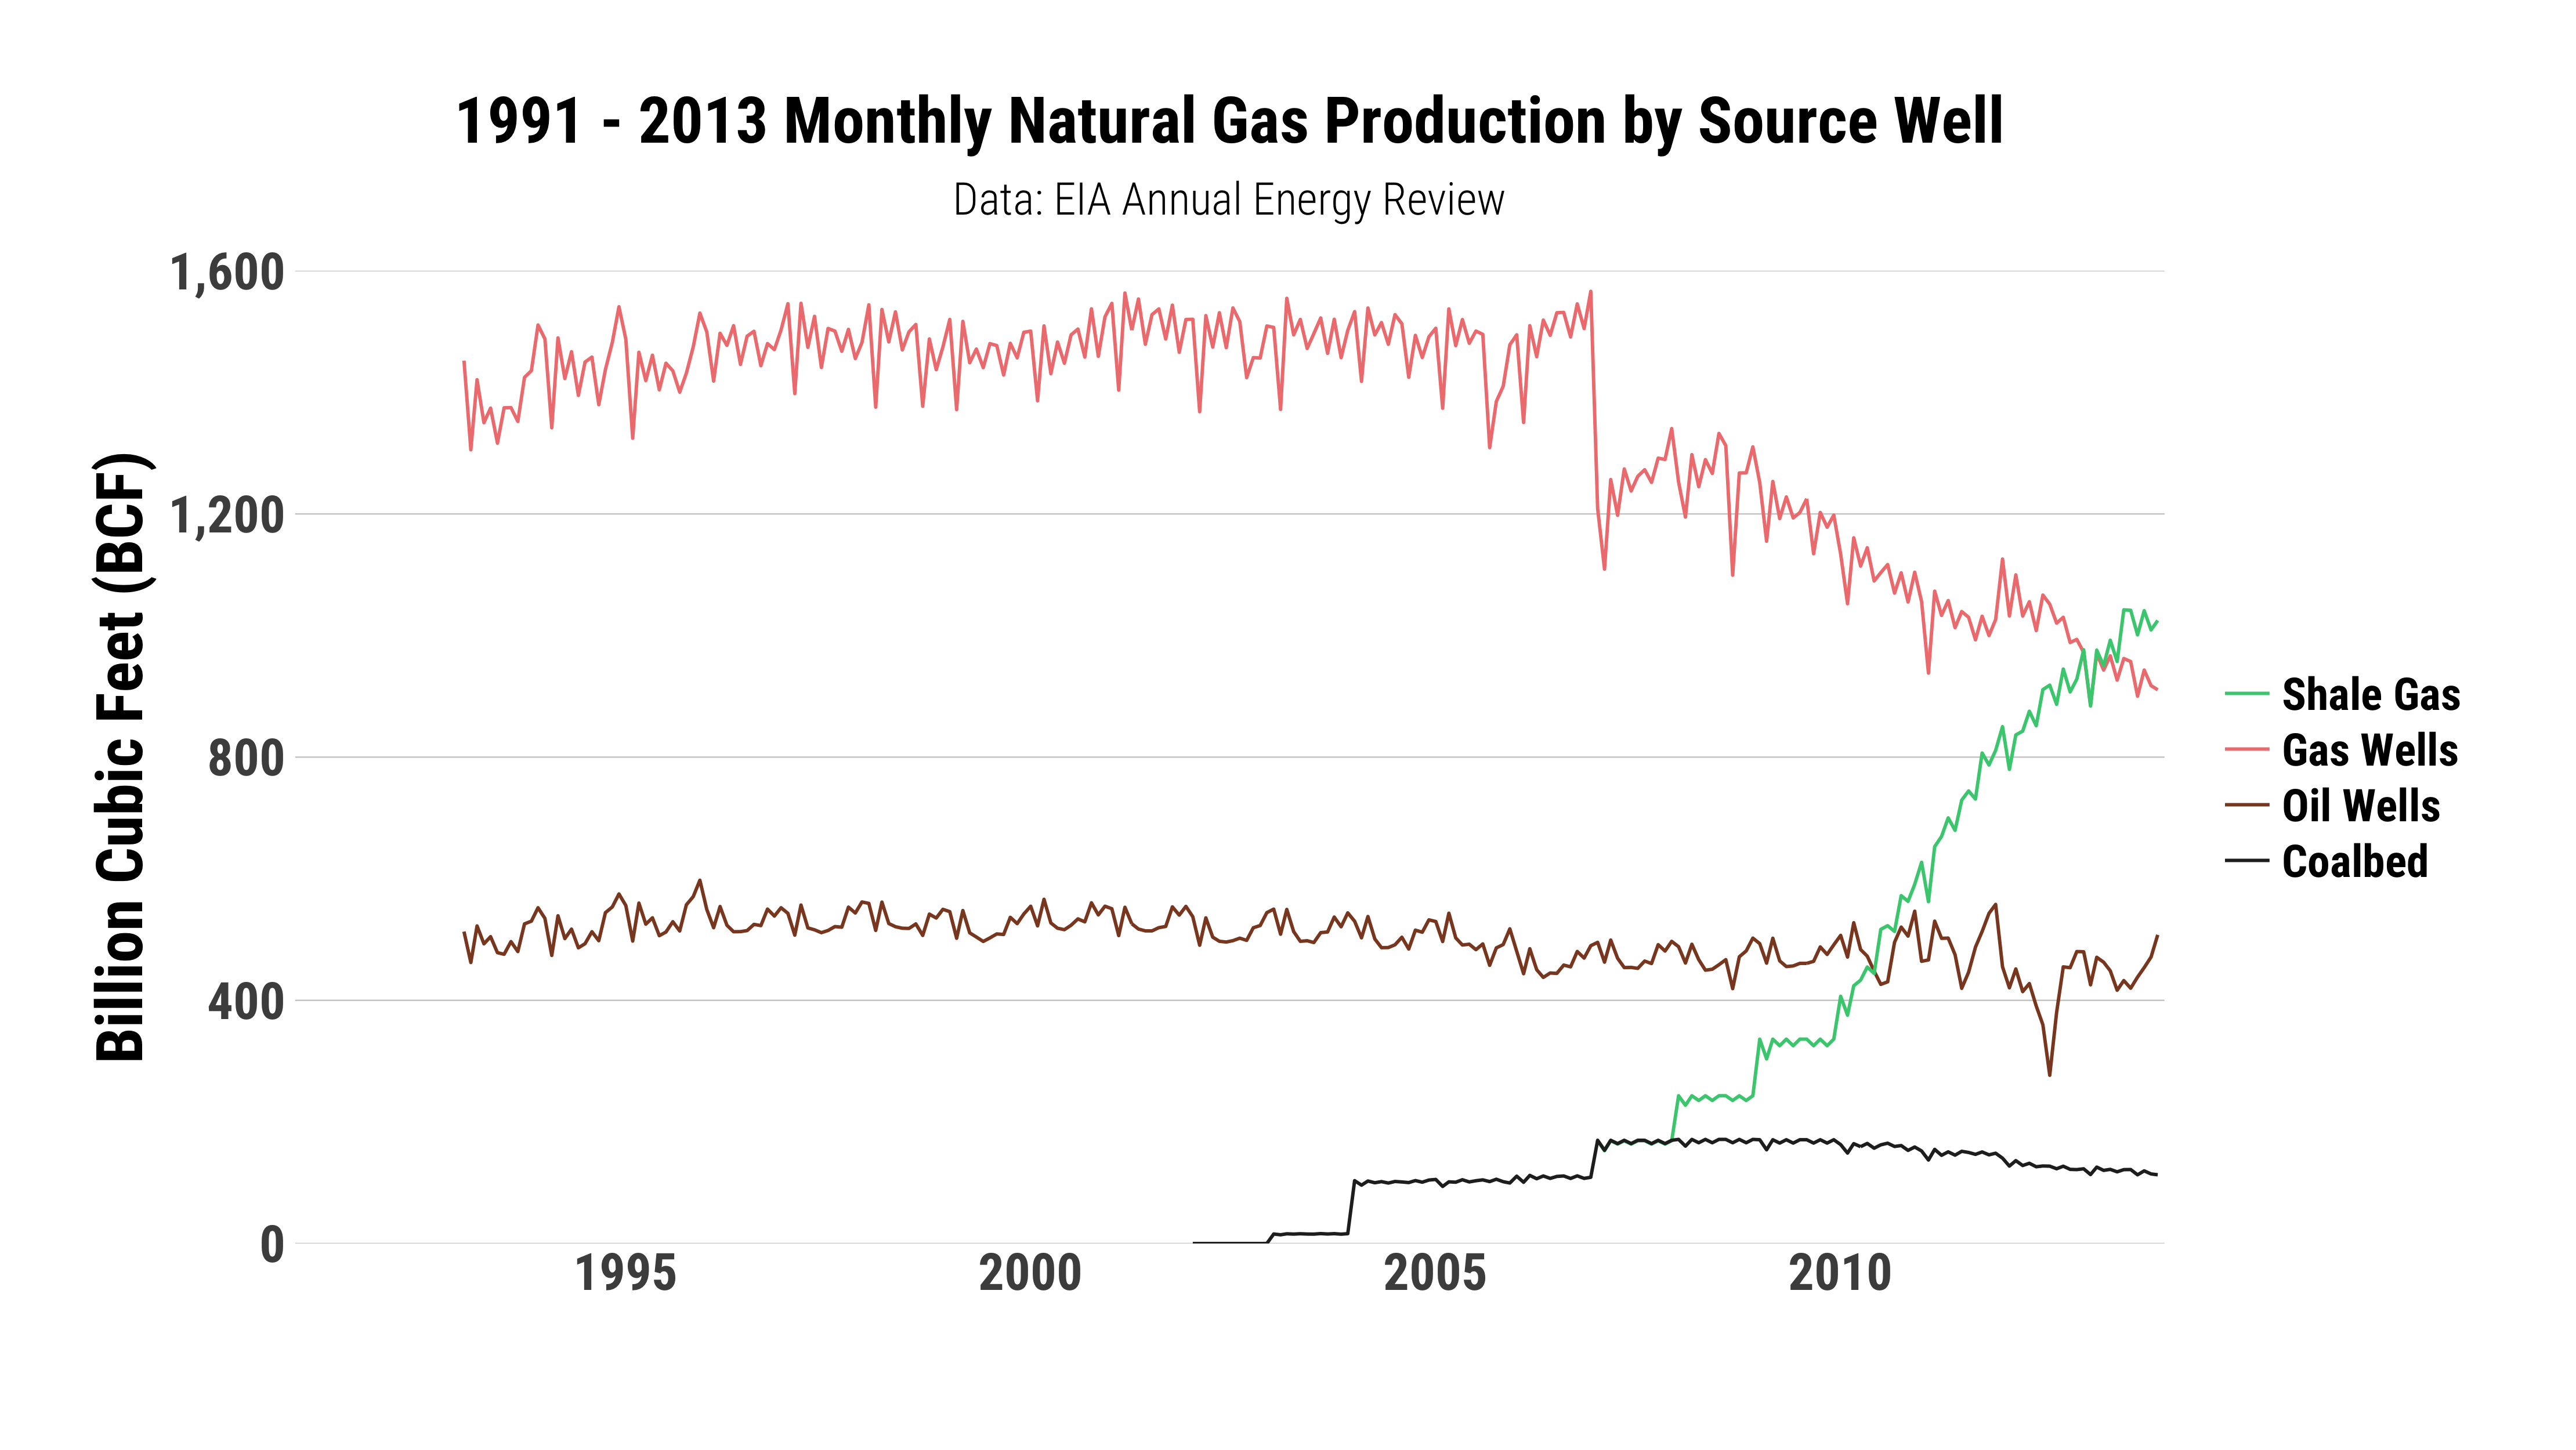 1991 - 2013 Monthly Natural Gas Production by Source Well
Data: EIA Annual Energy Review
Billion Cubic Feet (BCF)
1,600
1,200
800
400
0
1995
2000
2005
2010
Shale Gas
Gas Wells
Oil Wells
Coalbed